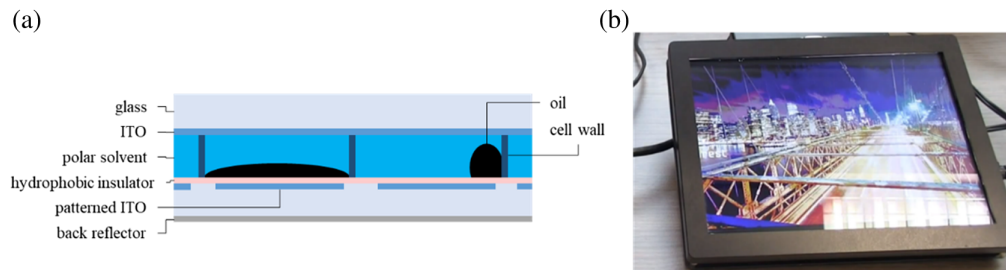 (a)
glass
ITO
polar solvent
hydrophobic insulator
patterned ITO
back reflector
oil
cell wall
(b)